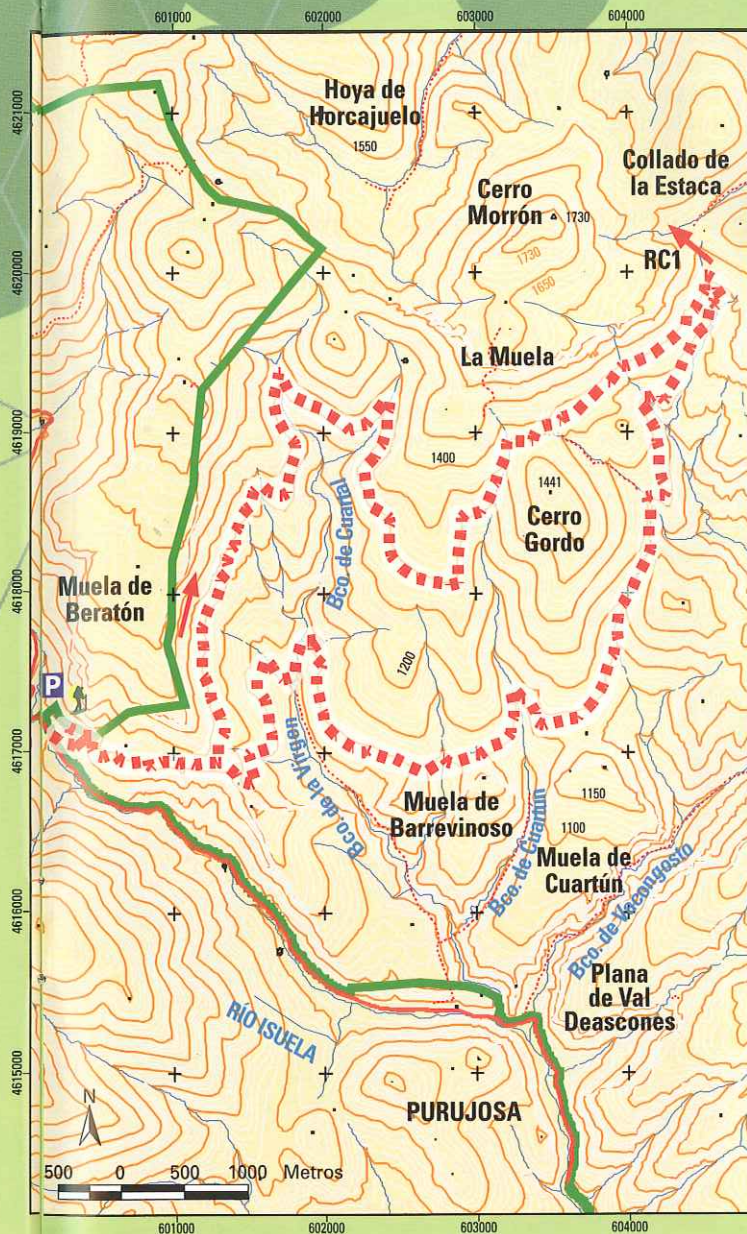 601000
602000
603000
604000
4621000
Hoya de
Horcajuelo
1550
Collado de
la Estaca
Cerro
Morrón
1730
RC1
4620000
1730
1650
La Muela
4619000
1400
1441
Cerro
Gordo
Bco. de Cuartal
4618000
Muela de
Beratón
1200
P
4617000
Bco. de la Virgen
Muela de
Barrevinoso
1150
1100
Bco. de Cuartún
Muela de
Cuartún
4616000
Bco. de Valcongosto
Plana
de Val
Deascones
RÍO ISUELA
4615000
PURUJOSA
N
500 0 500 1000 Metros
601000
602000
603000
604000